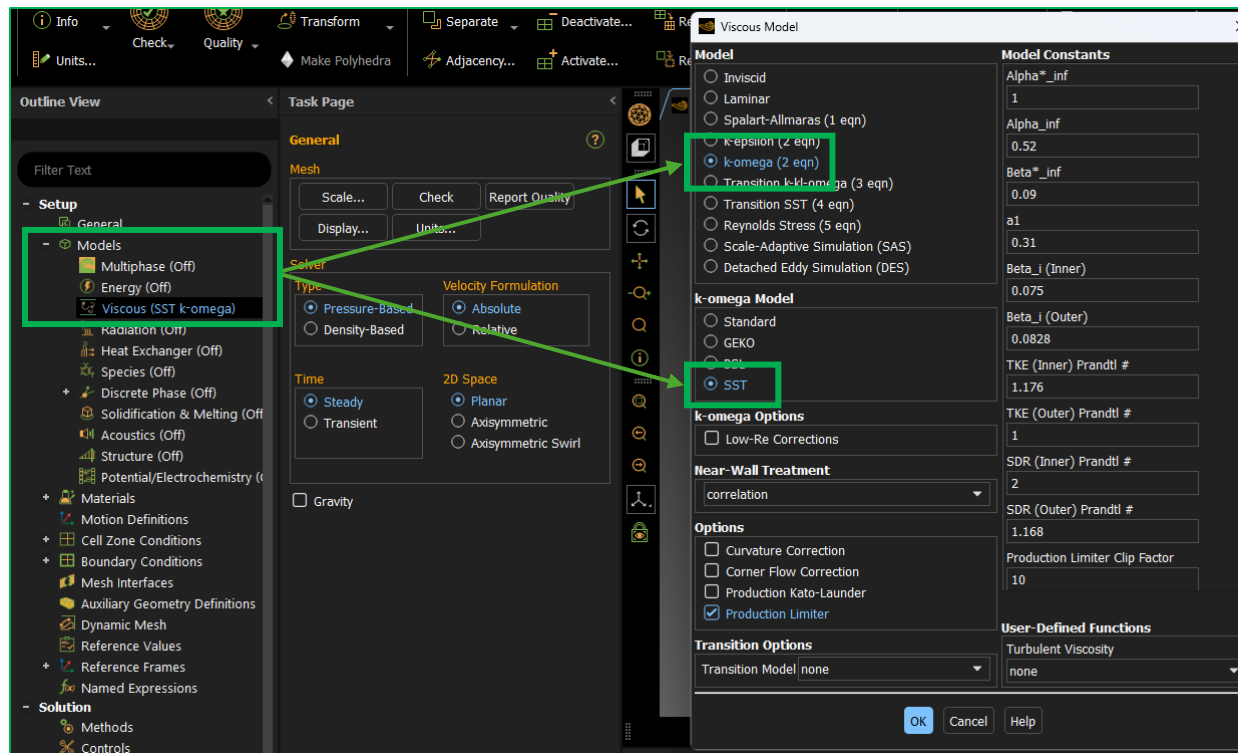 Info
Check
Quality
Transform
Separate
Deactivate...
Units...
Make Polyhedra
Adjacency...
Activate...
Outline View
Filter Text
Setup
General
Models
Multiphase (Off)
Energy (Off)
Viscous (SST k-omega)
Radiation (Off)
Heat Exchanger (Off)
Species (Off)
Discrete Phase (Off)
Solidification & Melting (Off
Acoustics (Off)
Structure (Off)
Potential/Electrochemistry (
Materials
Motion Definitions
Cell Zone Conditions
Boundary Conditions
Mesh Interfaces
Auxiliary Geometry Definitions
Dynamic Mesh
Reference Values
Reference Frames
Named Expressions
Solution
Methods
Controls
Task Page
General
Mesh
Scale...
Check
Report Quality
Display...
Units...
Solver
Type
Pressure-Based
Density-Based
Velocity Formulation
Absolute
Relative
Time
Steady
Transient
2D Space
Planar
Axisymmetric
Axisymmetric Swirl
Gravity
Viscous Model
Model
Inviscid
Laminar
Spalart-Allmaras (1 eqn)
k-epsilon (2 eqn)
k-omega (2 eqn)
Transition k-kl-omega (3 eqn)
Transition SST (4 eqn)
Reynolds Stress (5 eqn)
Scale-Adaptive Simulation (SAS)
Detached Eddy Simulation (DES)
k-omega Model
Standard
GEKO
BSL
SST
k-omega Options
Low-Re Corrections
Near-Wall Treatment
correlation
Options
Curvature Correction
Corner Flow Correction
Production Kato-Launder
Production Limiter
Transition Options
Transition Model none
Model Constants
Alpha*_inf
1
Alpha_inf
0.52
Beta*_inf
0.09
a1
0.31
Beta_i (Inner)
0.075
Beta_i (Outer)
0.0828
TKE (Inner) Prandtl #
1.176
TKE (Outer) Prandtl #
1
SDR (Inner) Prandtl #
2
SDR (Outer) Prandtl #
1.168
Production Limiter Clip Factor
10
User-Defined Functions
Turbulent Viscosity
none
OK
Cancel
Help